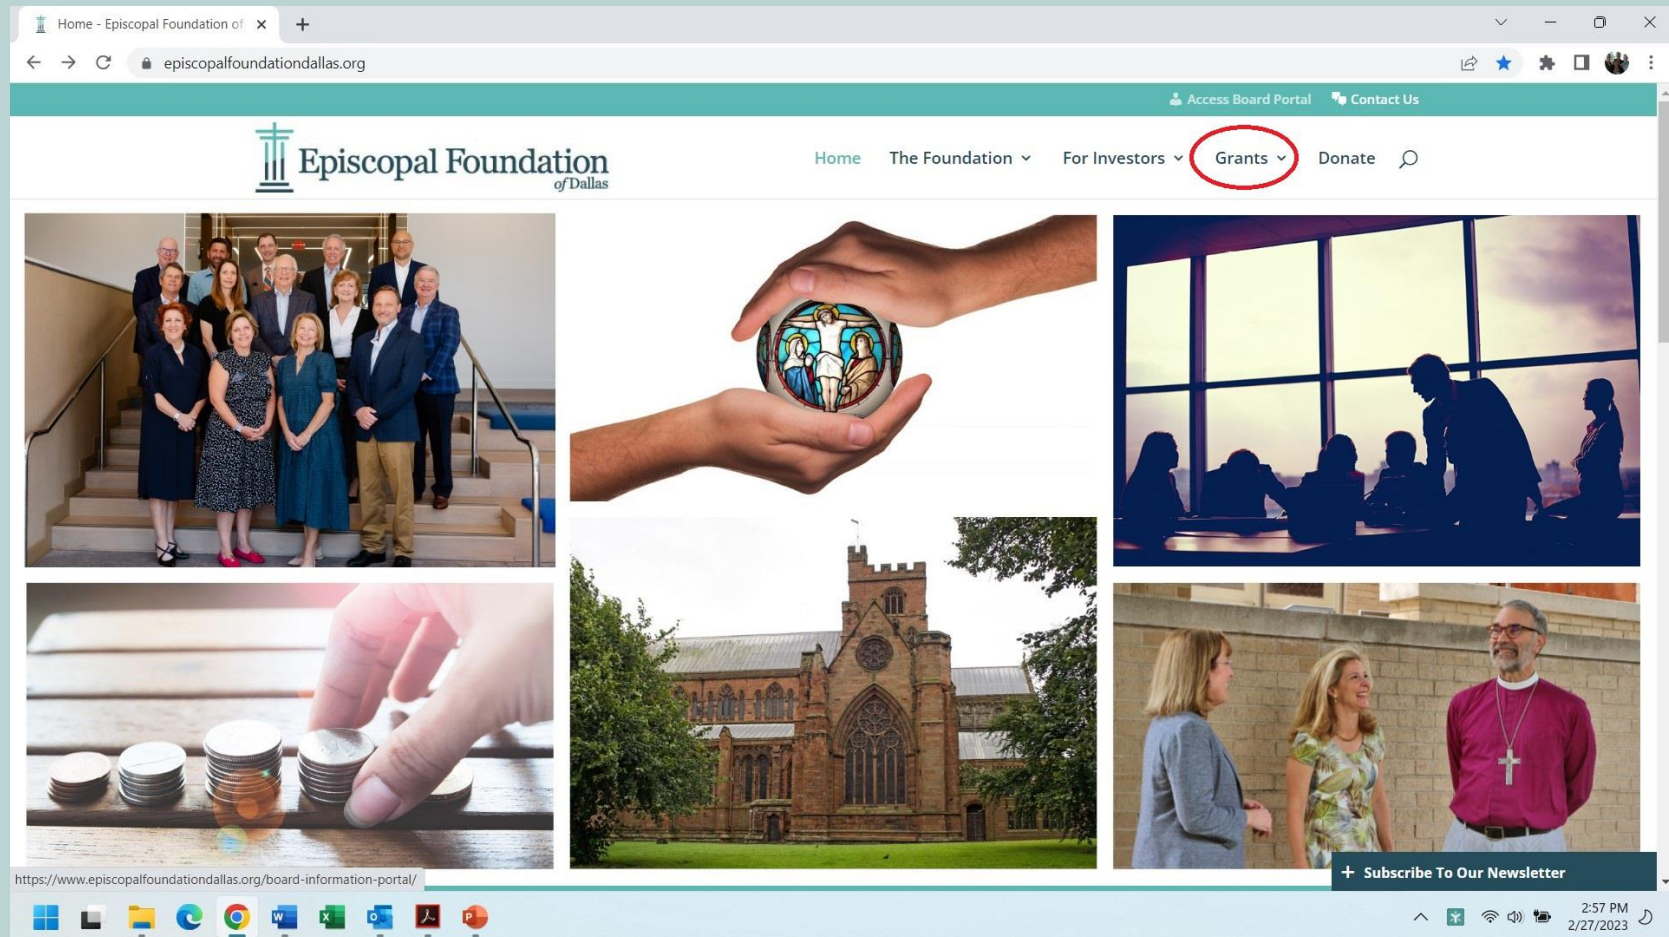 Home - Episcopal Foundation of
episcopalfoundationdallas.org
Access Board Portal
Contact Us
Episcopal Foundation
of Dallas
Home
The Foundation
For Investors
Grants
Donate
https://www.episcopalfoundationdallas.org/board-information-portal/
+ Subscribe To Our Newsletter
2:57 PM
2/27/2023